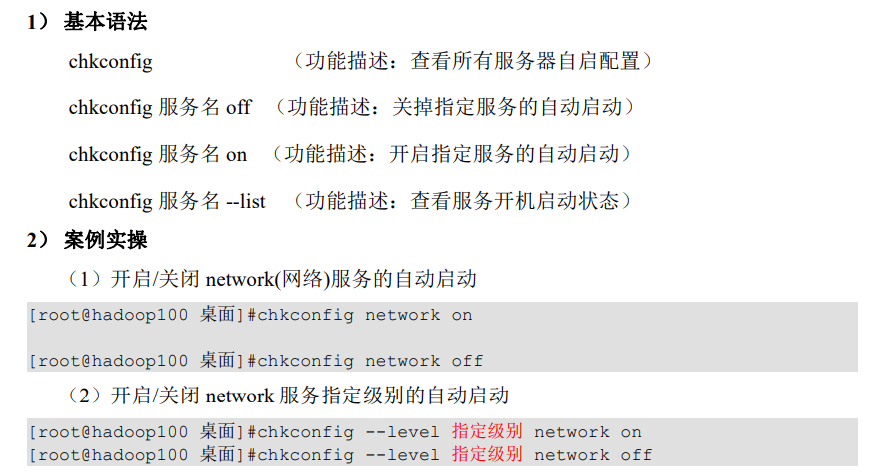 1） 基本语法
chkconfig （功能描述：查看所有服务器自启配置）
chkconfig 服务名 off （功能描述：关掉指定服务的自动启动）
chkconfig 服务名 on （功能描述：开启指定服务的自动启动）
chkconfig 服务名 --list （功能描述：查看服务开机启动状态）
2） 案例实操
（1）开启/关闭 network(网络)服务的自动启动
[root@hadoop100 桌面]#chkconfig network on
[root@hadoop100 桌面]#chkconfig network off
（2）开启/关闭 network 服务指定级别的自动启动
[root@hadoop100 桌面]#chkconfig --level 指定级别 network on
[root@hadoop100 桌面]#chkconfig --level 指定级别 network off